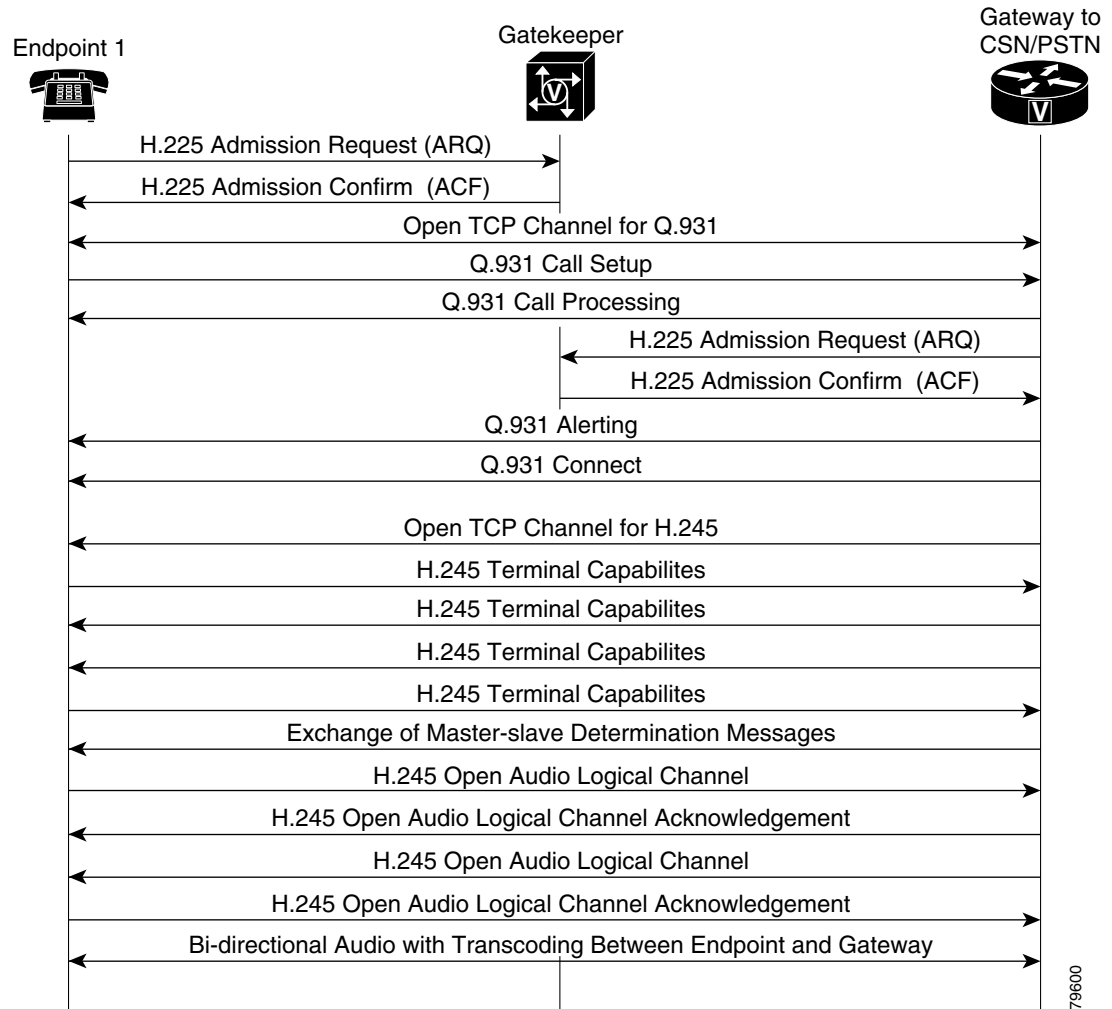 Endpoint 1
Gatekeeper
Gateway to
CSN/PSTN
V
V
H.225 Admission Request (ARQ)
H.225 Admission Confirm (ACF)
Open TCP Channel for Q.931
Q.931 Call Setup
Q.931 Call Processing
H.225 Admission Request (ARQ)
H.225 Admission Confirm (ACF)
Q.931 Alerting
Q.931 Connect
Open TCP Channel for H.245
H.245 Terminal Capabilites
H.245 Terminal Capabilites
H.245 Terminal Capabilites
H.245 Terminal Capabilites
Exchange of Master-slave Determination Messages
H.245 Open Audio Logical Channel
H.245 Open Audio Logical Channel Acknowledgement
H.245 Open Audio Logical Channel
H.245 Open Audio Logical Channel Acknowledgement
Bi-directional Audio with Transcoding Between Endpoint and Gateway
79600